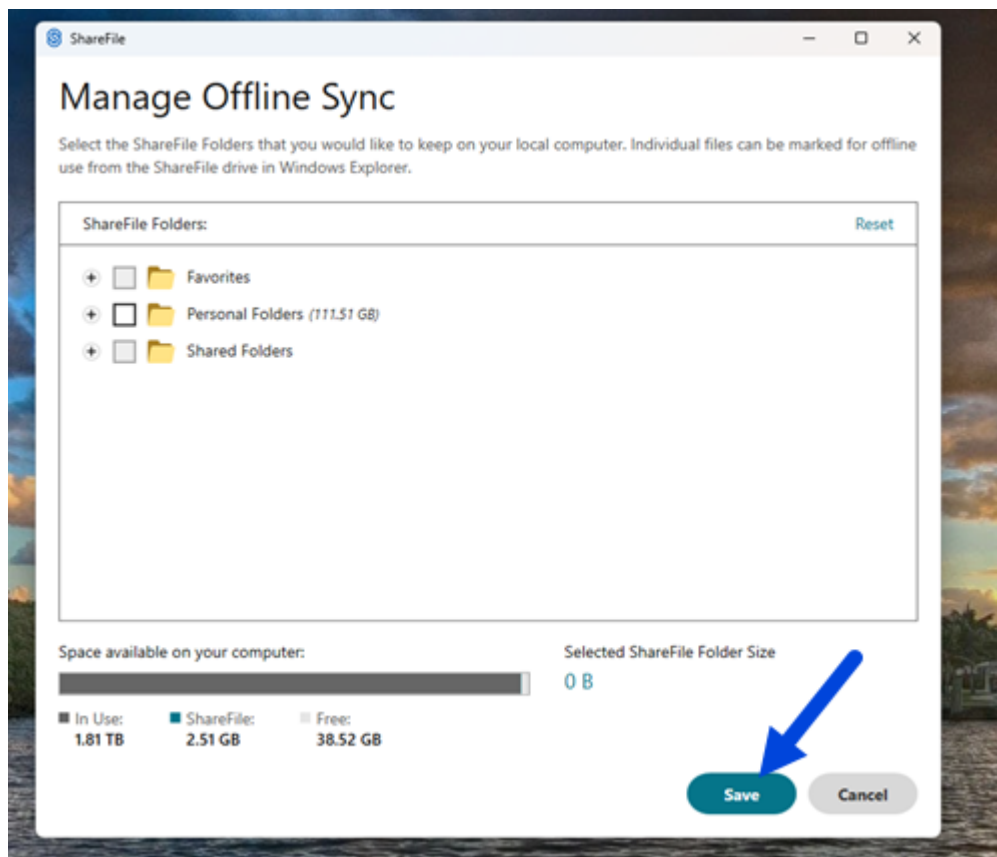 ShareFile
Manage Offline Sync
Select the ShareFile Folders that you would like to keep on your local computer. Individual files can be marked for offline
use from the ShareFile drive in Windows Explorer.
ShareFile Folders: Reset
Favorites
Personal Folders (111.51 GB)
Shared Folders
Space available on your computer:
Selected ShareFile Folder Size
0 B
In Use: ShareFile: Free:
1.81 TB 2.51 GB 38.52 GB
Save Cancel